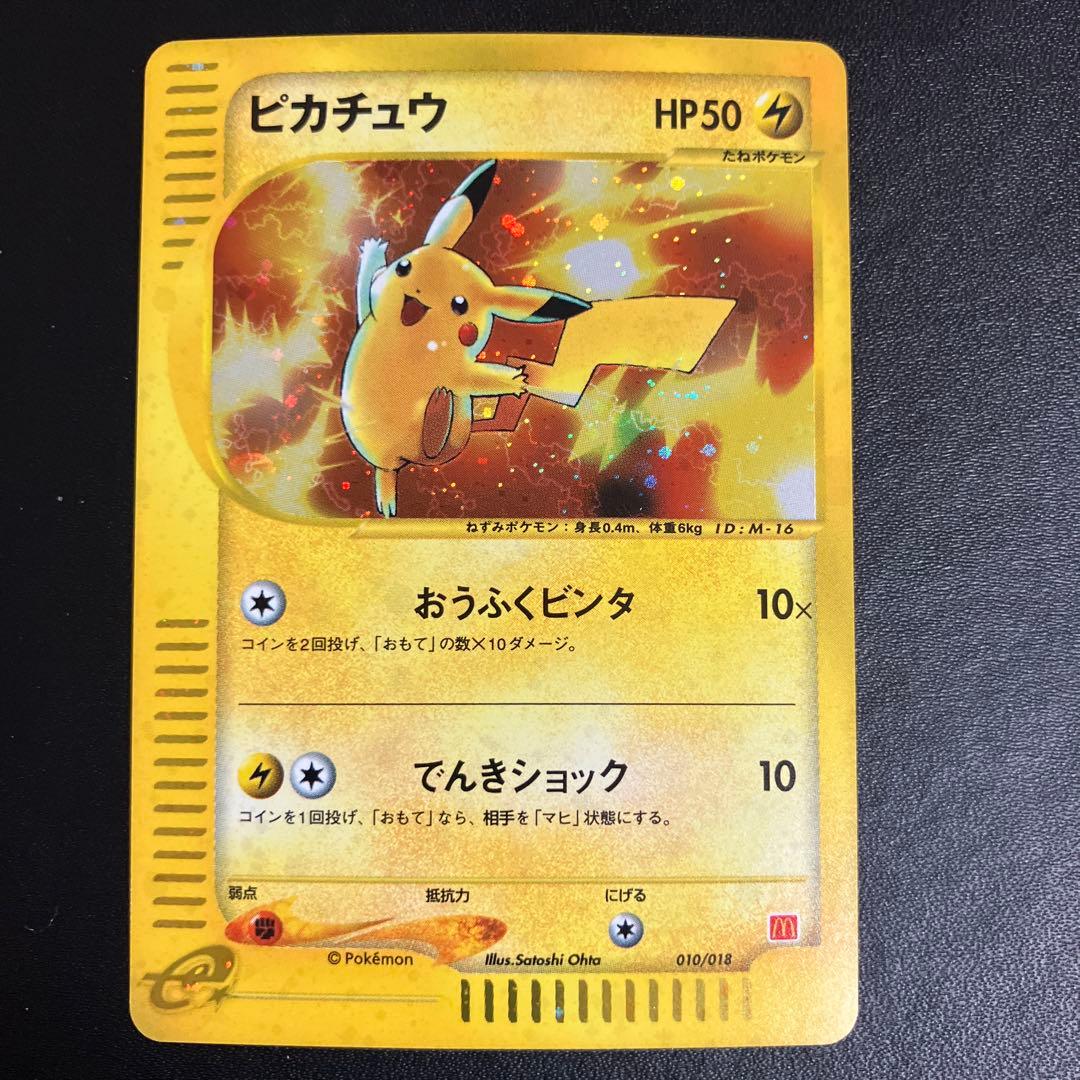 ピカチュウ HP50
たねポケモン
ねずみポケモン：身長0.4m、体重6kg ID:M-16
おうふくビンタ 10×
コインを2回投げ、「おもて」の数×10ダメージ。
でんきショック 10
コインを1回投げ、「おもて」なら、相手を「マヒ」状態にする。
弱点 抵抗力 にげる
M
© Pokémon Illus.Satoshi Ohta 010/018
e